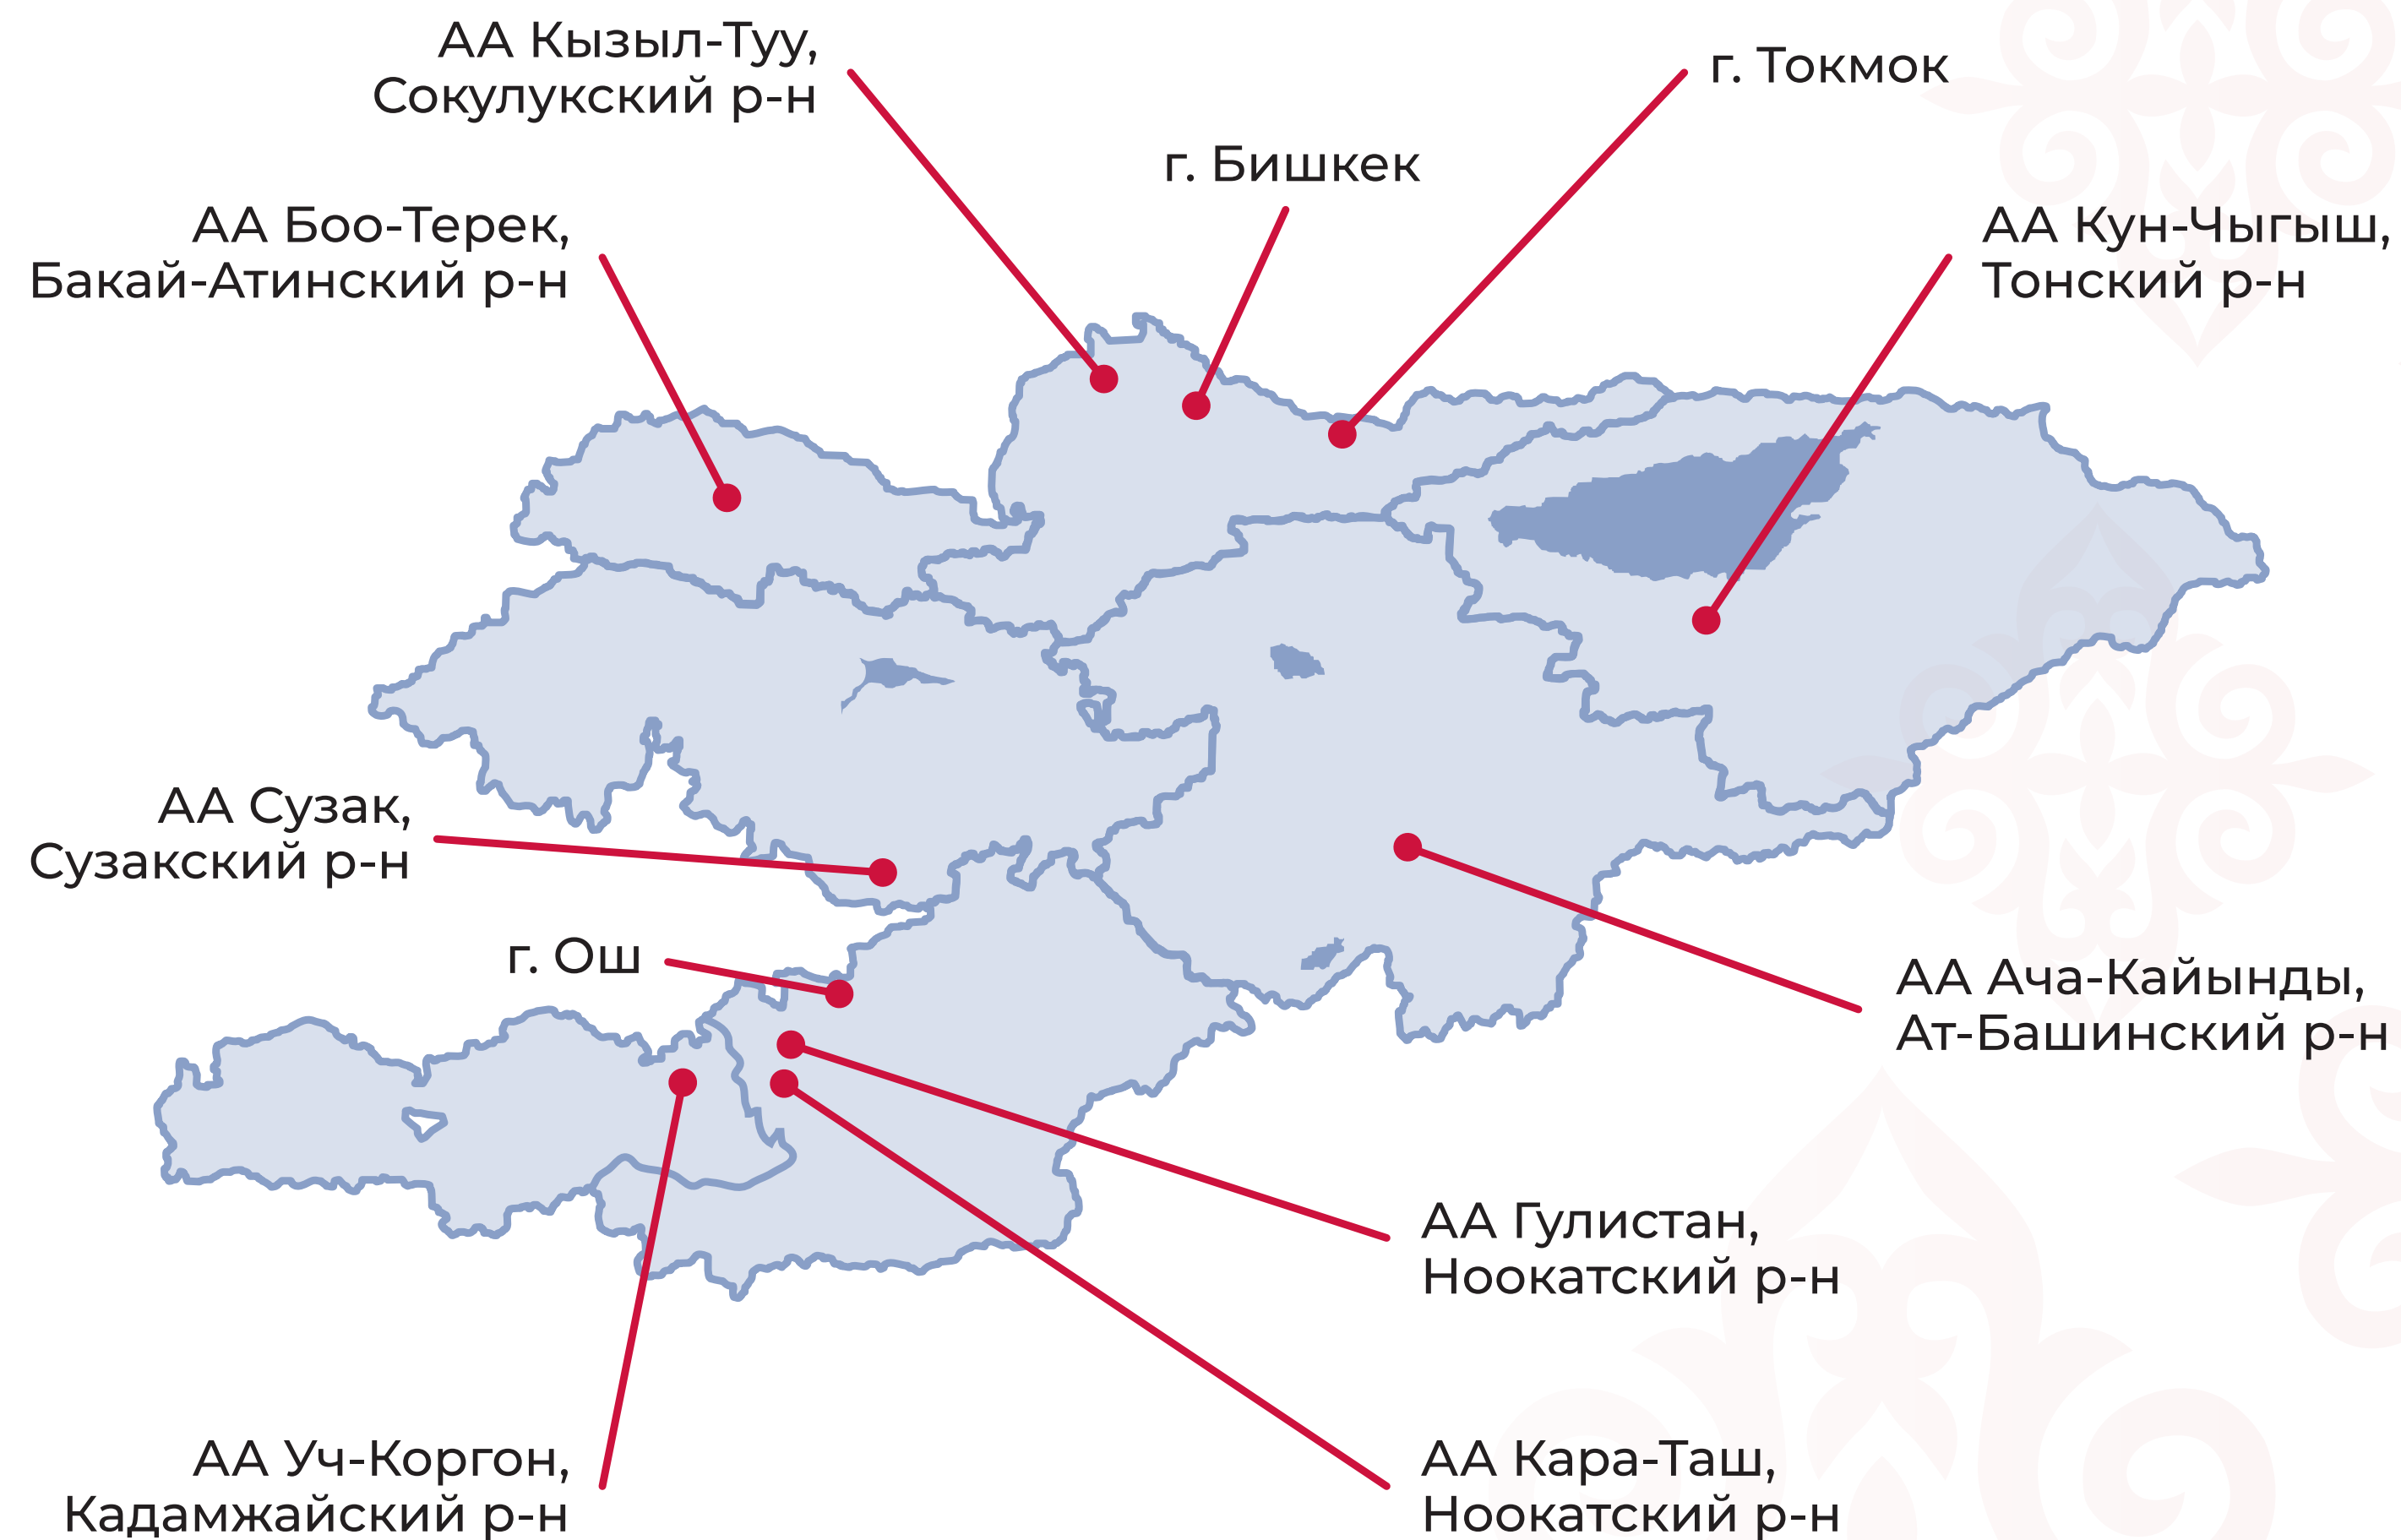 АА Кызыл-Туу,
Сокулукский р-н
г. Токмок
г. Бишкек
АА Боо-Терек,
Бакай-Атинский р-н
АА Кун-Чыгыш,
Тонский р-н
АА Сузак,
Сузакский р-н
г. Ош
АА Ача-Кайынды,
Ат-Башинский р-н
АА Гулистан,
Ноокатский р-н
АА Уч-Коргон,
Кадамжайский р-н
АА Кара-Таш,
Ноокатский р-н